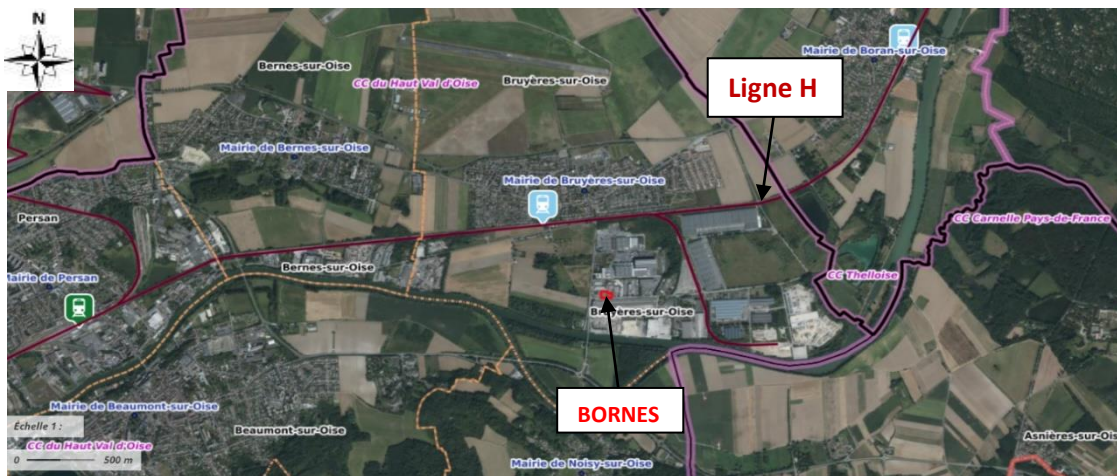 N
Bernes-sur-Oise
CC du Haut Val d'Oise
Bruyères-sur-Oise
Mairie de Boran-sur-Oise
Ligne H
Mairie de Bernes-sur-Oise
Mairie de Bruyères-sur-Oise
Persan
CC Carnelle Pays-de-France
Mairie de Persan
Bernes-sur-Oise
CC Thelloise
Bruyères-sur-Oise
BORNES
Mairie de Beaumont-sur-Oise
Échelle 1 :
Beaumont-sur-Oise
CC du Haut Val d'Oise
0 500 m
Mairie de Noisy-sur-Oise
Asnières-sur-Ois